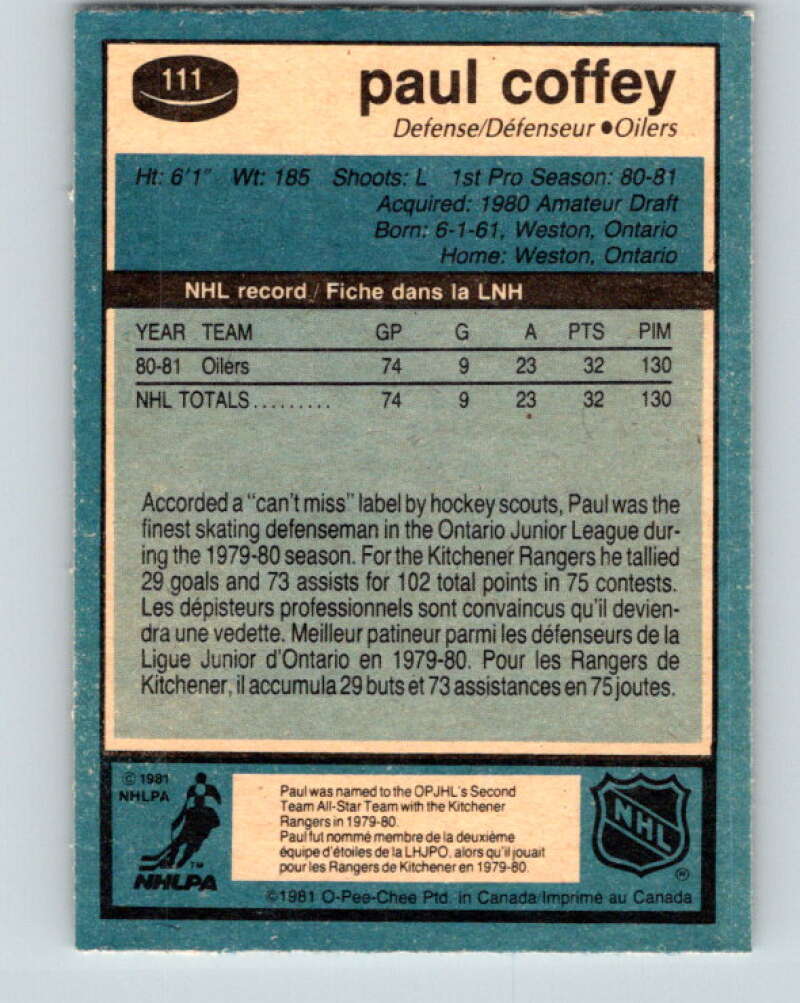 111
paul coffey
Defense/Défenseur ●Oilers
Ht: 6'1" Wt: 185 Shoots: L 1st Pro Season: 80-81
Acquired: 1980 Amateur Draft
Born: 6-1-61, Weston, Ontario
Home: Weston, Ontario
NHL record / Fiche dans la LNH
YEAR TEAM GP G A PTS PIM
80-81 Oilers 74 9 23 32 130
NHL TOTALS......... 74 9 23 32 130
Accorded a "can't miss" label by hockey scouts, Paul was the
finest skating defenseman in the Ontario Junior League dur-
ing the 1979-80 season. For the Kitchener Rangers he tallied
29 goals and 73 assists for 102 total points in 75 contests.
Les dépisteurs professionnels sont convaincus qu'il devien-
dra une vedette. Meilleur patineur parmi les défenseurs de la
Ligue Junior d'Ontario en 1979-80. Pour les Rangers de
Kitchener, il accumula 29 buts et 73 assistances en 75 joutes.
© 1981
NHLPA
TM
NHLPA
Paul was named to the OPJHL's Second
Team All-Star Team with the Kitchener
Rangers in 1979-80.
Paul fut nommé membre de la deuxième
équipe d'étoiles de la LHJPO, alors qu'il jouait
pour les Rangers de Kitchener en 1979-80.
NHL
®
©1981 O-Pee-Chee Ptd. in Canada/Imprimé au Canada